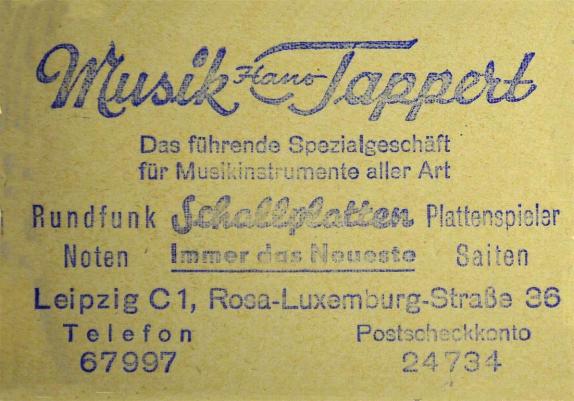 Musik Hans Tappert
Das führende Spezialgeschäft
für Musikinstrumente aller Art
Rundfunk Schallplatten Plattenspieler
Noten Immer das Neueste Saiten
Leipzig C 1, Rosa-Luxemburg-Straße 36
Telefon Postscheckkonto
67997 24734